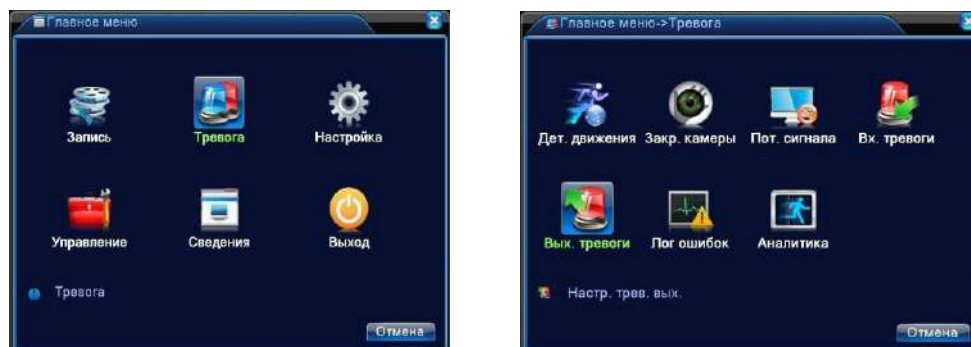 Главное меню
Запись Тревога Настройка
Управление Сведения Выход
Тревога
Отмена
Главное меню->Тревога
Дет. движения Закр. камеры Пот. сигнала Вх. тревоги
Вых. тревоги Лог ошибок Аналитика
Настр. трев. вых.
Отмена